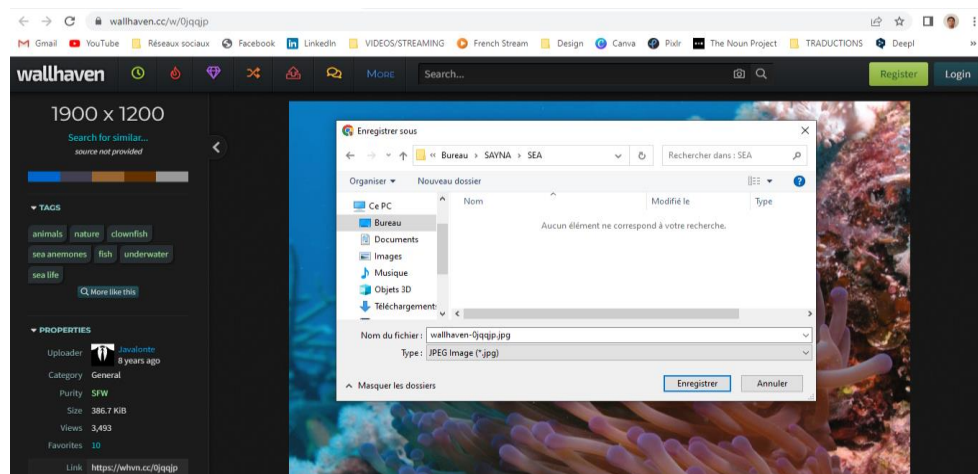 wallhaven.cc/w/0jqqjp
Gmail YouTube Réseaux sociaux Facebook LinkedIn VIDEOS/STREAMING French Stream Design Canva Pixlr The Noun Project TRADUCTIONS Deepl »
wallhaven More Search... Register Login
1900 x 1200
Search for similar...
source not provided
TAGS
animals nature clownfish
sea anemones fish underwater
sea life
More like this
PROPERTIES
Uploader Javalonte
8 years ago
Category General
Purity SFW
Size 386.7 KiB
Views 3,493
Favorites 10
Link https://whvn.cc/0jqqjp
Enregistrer sous
« Bureau › SAYNA › SEA
Rechercher dans : SEA
Organiser Nouveau dossier
Ce PC
Bureau
Documents
Images
Musique
Objets 3D
Téléchargements
Nom Modifié le Type
Aucun élément ne correspond à votre recherche.
Nom du fichier : wallhaven-0jqqjp.jpg
Type : JPEG Image (*.jpg)
Masquer les dossiers Enregistrer Annuler